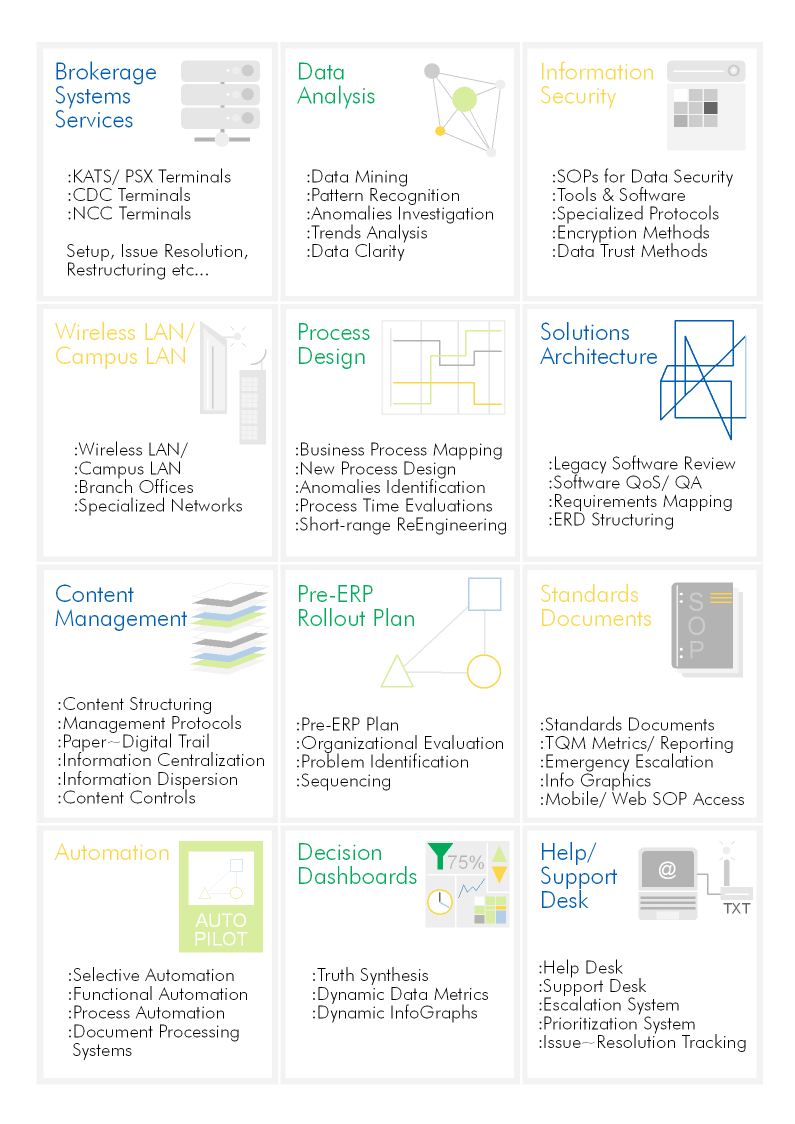 Brokerage
Systems
Services
:KATS/ PSX Terminals
:CDC Terminals
:NCC Terminals
Setup, Issue Resolution,
Restructuring etc...
Data
Analysis
:Data Mining
:Pattern Recognition
:Anomalies Investigation
:Trends Analysis
:Data Clarity
Information
Security
:SOPs for Data Security
:Tools & Software
:Specialized Protocols
:Encryption Methods
:Data Trust Methods
Wireless LAN/
Campus LAN
:Wireless LAN/
:Campus LAN
:Branch Offices
:Specialized Networks
Process
Design
:Business Process Mapping
:New Process Design
:Anomalies Identification
:Process Time Evaluations
:Short-range ReEngineering
Solutions
Architecture
:Legacy Software Review
:Software QoS/ QA
:Requirements Mapping
:ERD Structuring
Content
Management
:Content Structuring
:Management Protocols
:Paper~Digital Trail
:Information Centralization
:Information Dispersion
:Content Controls
Pre-ERP
Rollout Plan
:Pre-ERP Plan
:Organizational Evaluation
:Problem Identification
:Sequencing
Standards
Documents
SOP
:Standards Documents
:TQM Metrics/ Reporting
:Emergency Escalation
:Info Graphics
:Mobile/ Web SOP Access
Automation
AUTO
PILOT
:Selective Automation
:Functional Automation
:Process Automation
:Document Processing
Systems
Decision
Dashboards
75%
:Truth Synthesis
:Dynamic Data Metrics
:Dynamic InfoGraphs
Help/
Support
Desk
@
TXT
:Help Desk
:Support Desk
:Escalation System
:Prioritization System
:Issue~Resolution Tracking